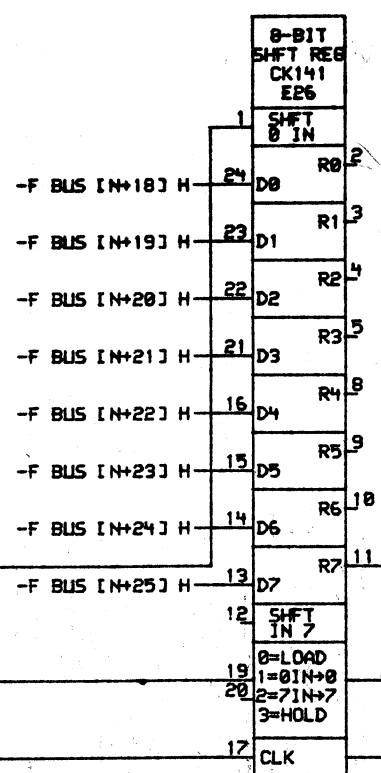 8-BIT
SHFT REG
CK141
E26
1 SHFT
0 IN
R0 2
-F BUS [N+18] H 24 D0
R1 3
-F BUS [N+19] H 23 D1
R2 4
-F BUS [N+20] H 22 D2
R3 5
-F BUS [N+21] H 21 D3
R4 8
-F BUS [N+22] H 16 D4
R5 9
-F BUS [N+23] H 15 D5
R6 10
-F BUS [N+24] H 14 D6
R7 11
-F BUS [N+25] H 13 D7
12 SHFT
IN 7
0=LOAD
19 1=0IN→0
20 2=7IN→7
3=HOLD
17 CLK